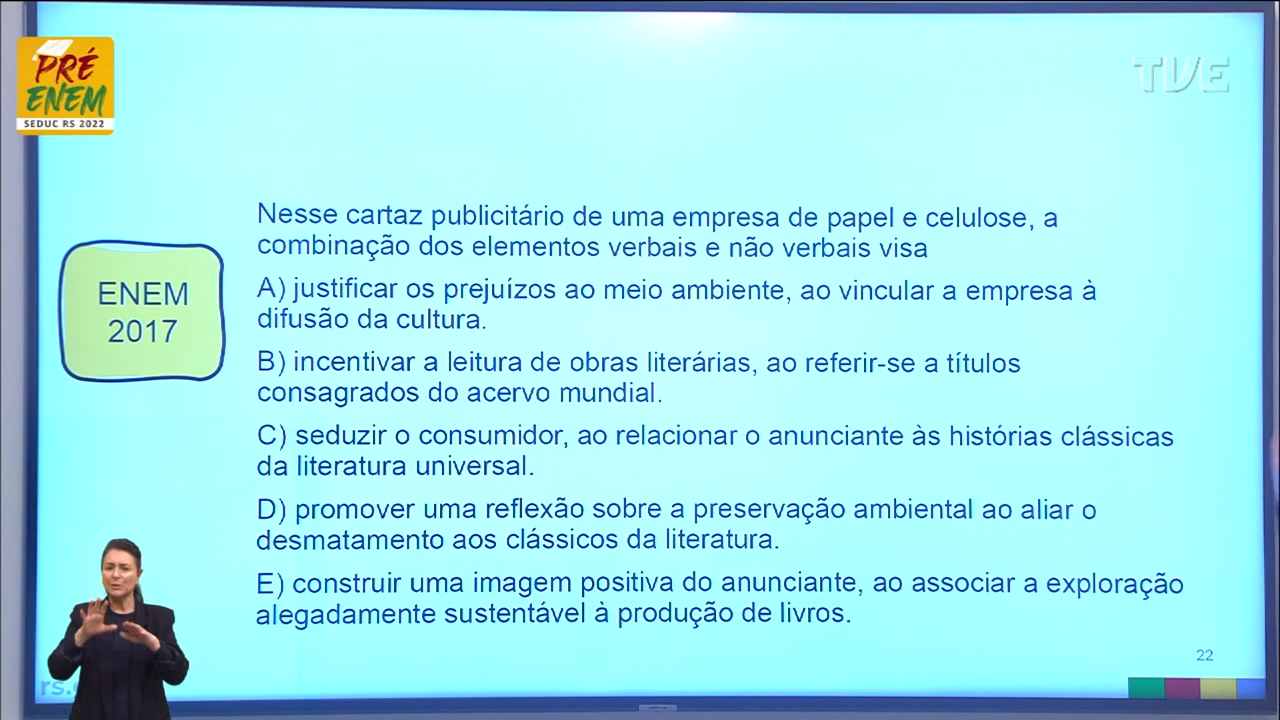 PRÉ
ENEM
SEDUC RS 2022
TVE
Nesse cartaz publicitário de uma empresa de papel e celulose, a
combinação dos elementos verbais e não verbais visa
ENEM
2017
A) justificar os prejuízos ao meio ambiente, ao vincular a empresa à
difusão da cultura.
B) incentivar a leitura de obras literárias, ao referir-se a títulos
consagrados do acervo mundial.
C) seduzir o consumidor, ao relacionar o anunciante às histórias clássicas
da literatura universal.
D) promover uma reflexão sobre a preservação ambiental ao aliar o
desmatamento aos clássicos da literatura.
E) construir uma imagem positiva do anunciante, ao associar a exploração
alegadamente sustentável à produção de livros.
22
rs.